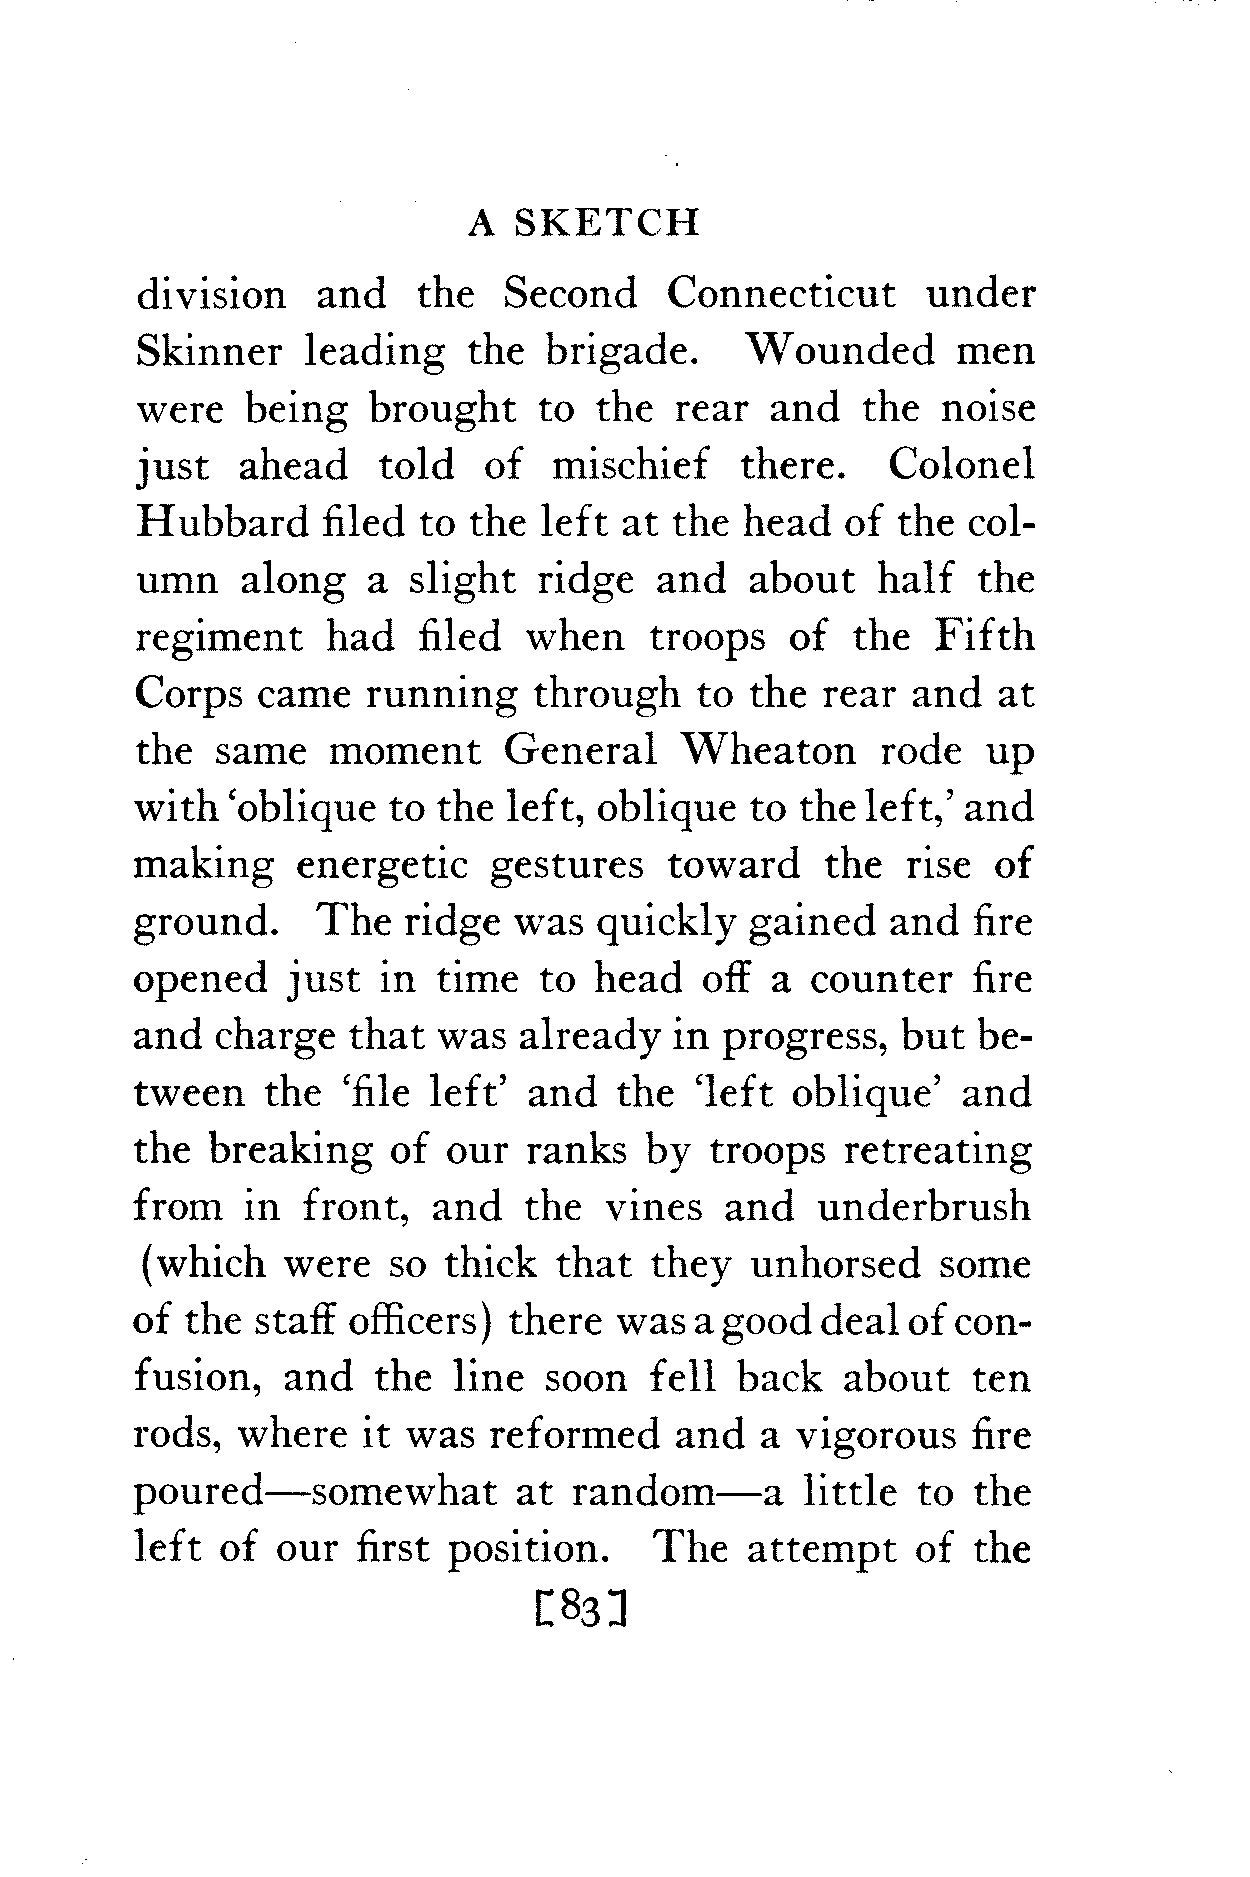 A SKETCH
division and the Second Connecticut under
Skinner leading the brigade. Wounded men
were being brought to the rear and the noise
just ahead told of mischief there. Colonel
Hubbard filed to the left at the head of the col-
umn along a slight ridge and about half the
regiment had filed when troops of the Fifth
Corps came running through to the rear and at
the same moment General Wheaton rode up
with ‘oblique to the left, oblique to the left,’ and
making energetic gestures toward the rise of
ground. The ridge was quickly gained and fire
opened just in time to head off a counter fire
and charge that was already in progress, but be-
tween the ‘file left’ and the ‘left oblique’ and
the breaking of our ranks by troops retreating
from in front, and the vines and underbrush
(which were so thick that they unhorsed some
of the staff officers) there was a good deal of con-
fusion, and the line soon fell back about ten
rods, where it was reformed and a vigorous fire
poured—somewhat at random—a little to the
left of our first position. The attempt of the
[83]